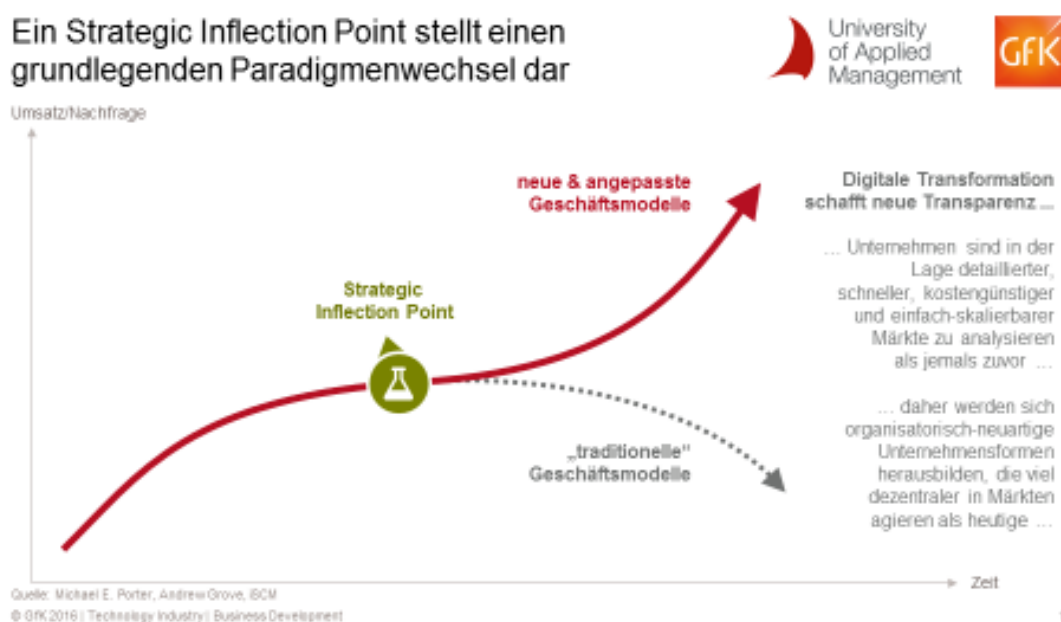 Ein Strategic Inflection Point stellt einen
grundlegenden Paradigmenwechsel dar
University
of Applied
Management
GfK
Umsatz/Nachfrage
neue & angepasste
Geschäftsmodelle
Strategic
Inflection Point
„traditionelle“
Geschäftsmodelle
Digitale Transformation
schafft neue Transparenz ...
... Unternehmen sind in der
Lage detaillierter,
schneller, kostengünstiger
und einfach-skalierbarer
Märkte zu analysieren
als jemals zuvor ...
... daher werden sich
organisatorisch-neuartige
Unternehmensformen
herausbilden, die viel
dezentraler in Märkten
agieren als heutige ...
Zeit
Quelle: Michael E. Porter, Andrew Grove, iSCM
© GfK 2016 | Technology Industry | Business Development